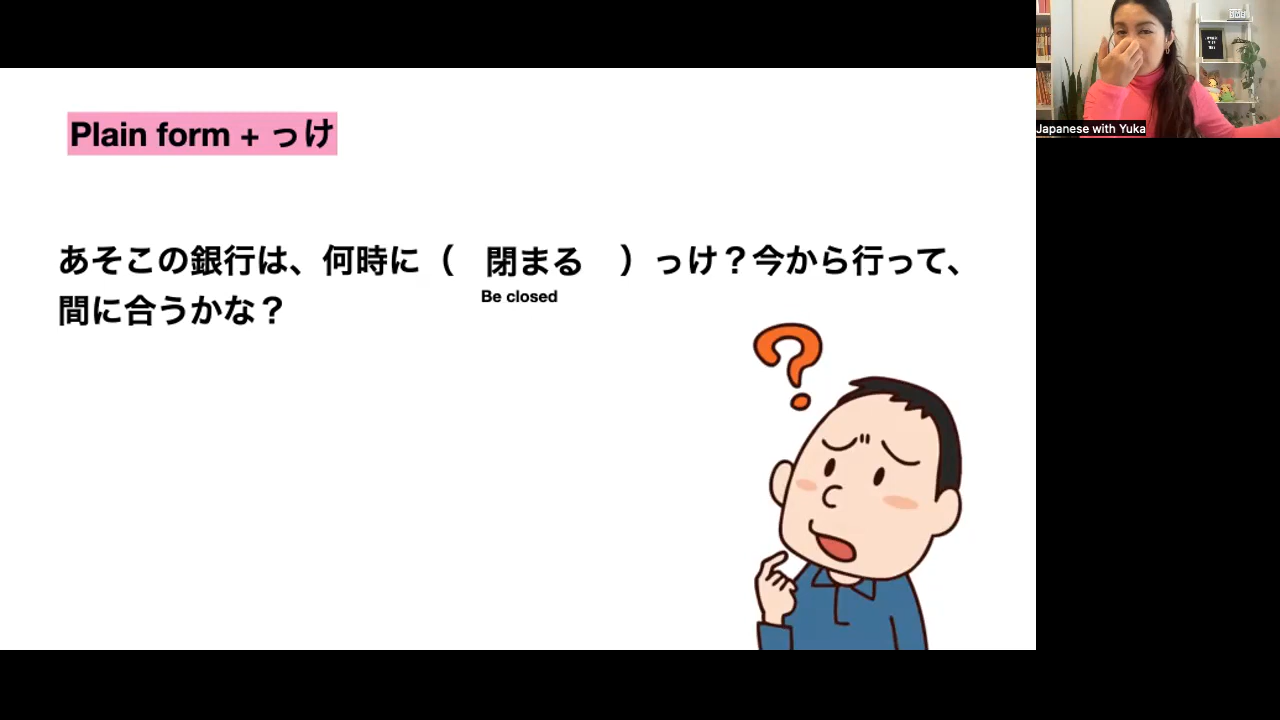 Plain form + っけ
あそこの銀行は、何時に（　閉まる　）っけ？今から行って、
Be closed
間に合うかな？
Japanese with Yuka